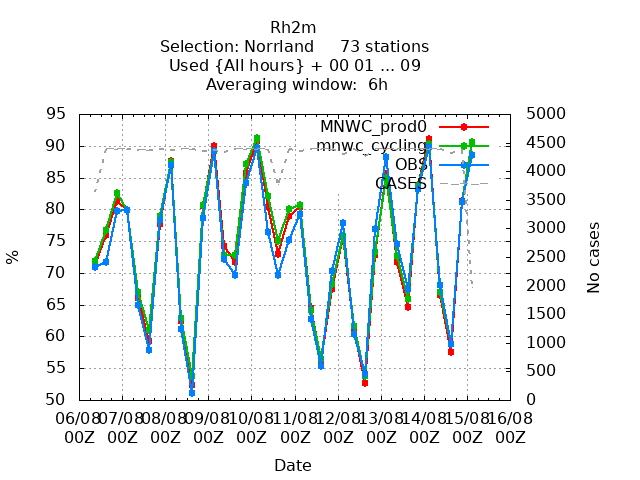 Rh2m
Selection: Norrland 73 stations
Used {All hours} + 00 01 ... 09
Averaging window: 6h
MNWC_prod0
mnwc_cycling
OBS
CASES
95
90
85
80
75
70
65
60
55
50
%
5000
4500
4000
3500
3000
2500
2000
1500
1000
500
0
No cases
06/08 07/08 08/08 09/08 10/08 11/08 12/08 13/08 14/08 15/08 16/08
00Z 00Z 00Z 00Z 00Z 00Z 00Z 00Z 00Z 00Z 00Z
Date